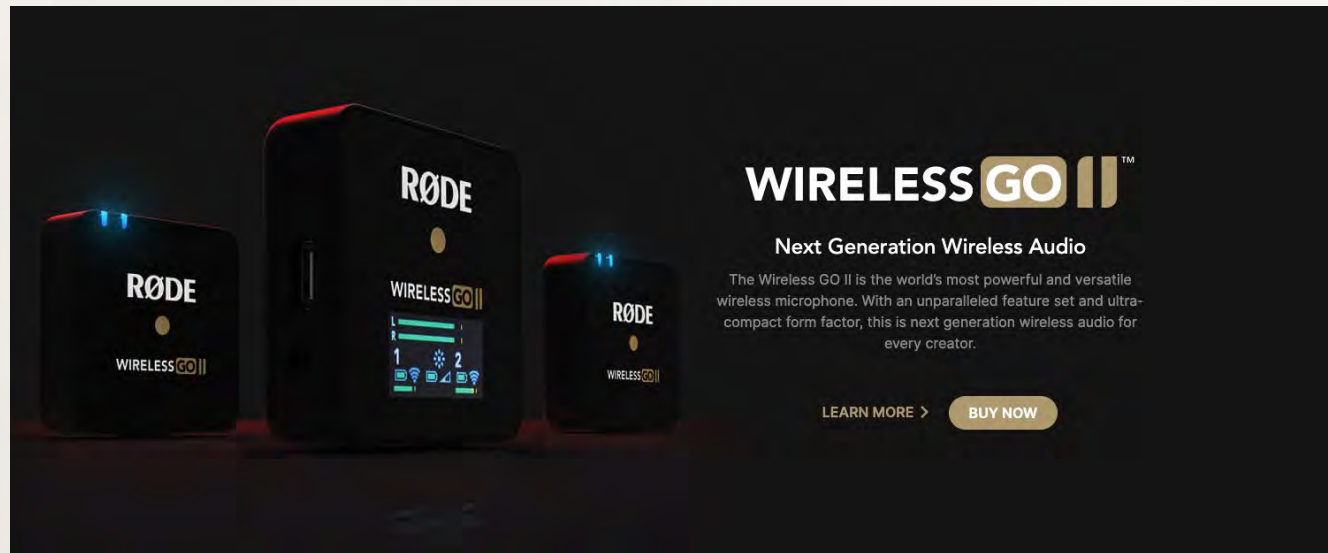 RØDE
WIRELESS GO II
RØDE
WIRELESS GO II
L
R
1 2
RØDE
WIRELESS GO II
WIRELESS GO II™
Next Generation Wireless Audio
The Wireless GO II is the world's most powerful and versatile
wireless microphone. With an unparalleled feature set and ultra-
compact form factor, this is next generation wireless audio for
every creator.
LEARN MORE >
BUY NOW